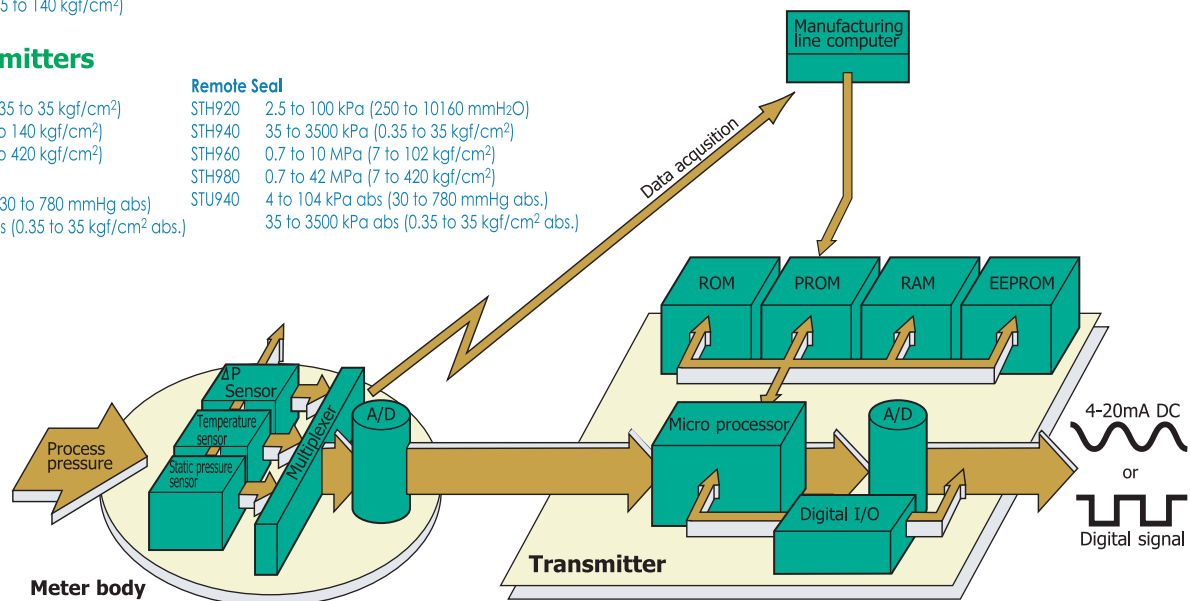 5 to 140 kgf/cm²)
mitters
35 to 35 kgf/cm²)
o 140 kgf/cm²)
o 420 kgf/cm²)
30 to 780 mmHg abs)
s (0.35 to 35 kgf/cm² abs.)
Remote Seal
STH920 2.5 to 100 kPa (250 to 10160 mmH₂O)
STH940 35 to 3500 kPa (0.35 to 35 kgf/cm²)
STH960 0.7 to 10 MPa (7 to 102 kgf/cm²)
STH980 0.7 to 42 MPa (7 to 420 kgf/cm²)
STU940 4 to 104 kPa abs (30 to 780 mmHg abs.)
35 to 3500 kPa abs (0.35 to 35 kgf/cm² abs.)
Manufacturing
line computer
Data acqusition
ROM
PROM
RAM
EEPROM
ΔP
Sensor
Temperature
sensor
Static pressure
sensor
Process
pressure
Multiplexer
A/D
Micro processor
A/D
Digital I/O
4-20mA DC
or
Digital signal
Transmitter
Meter body